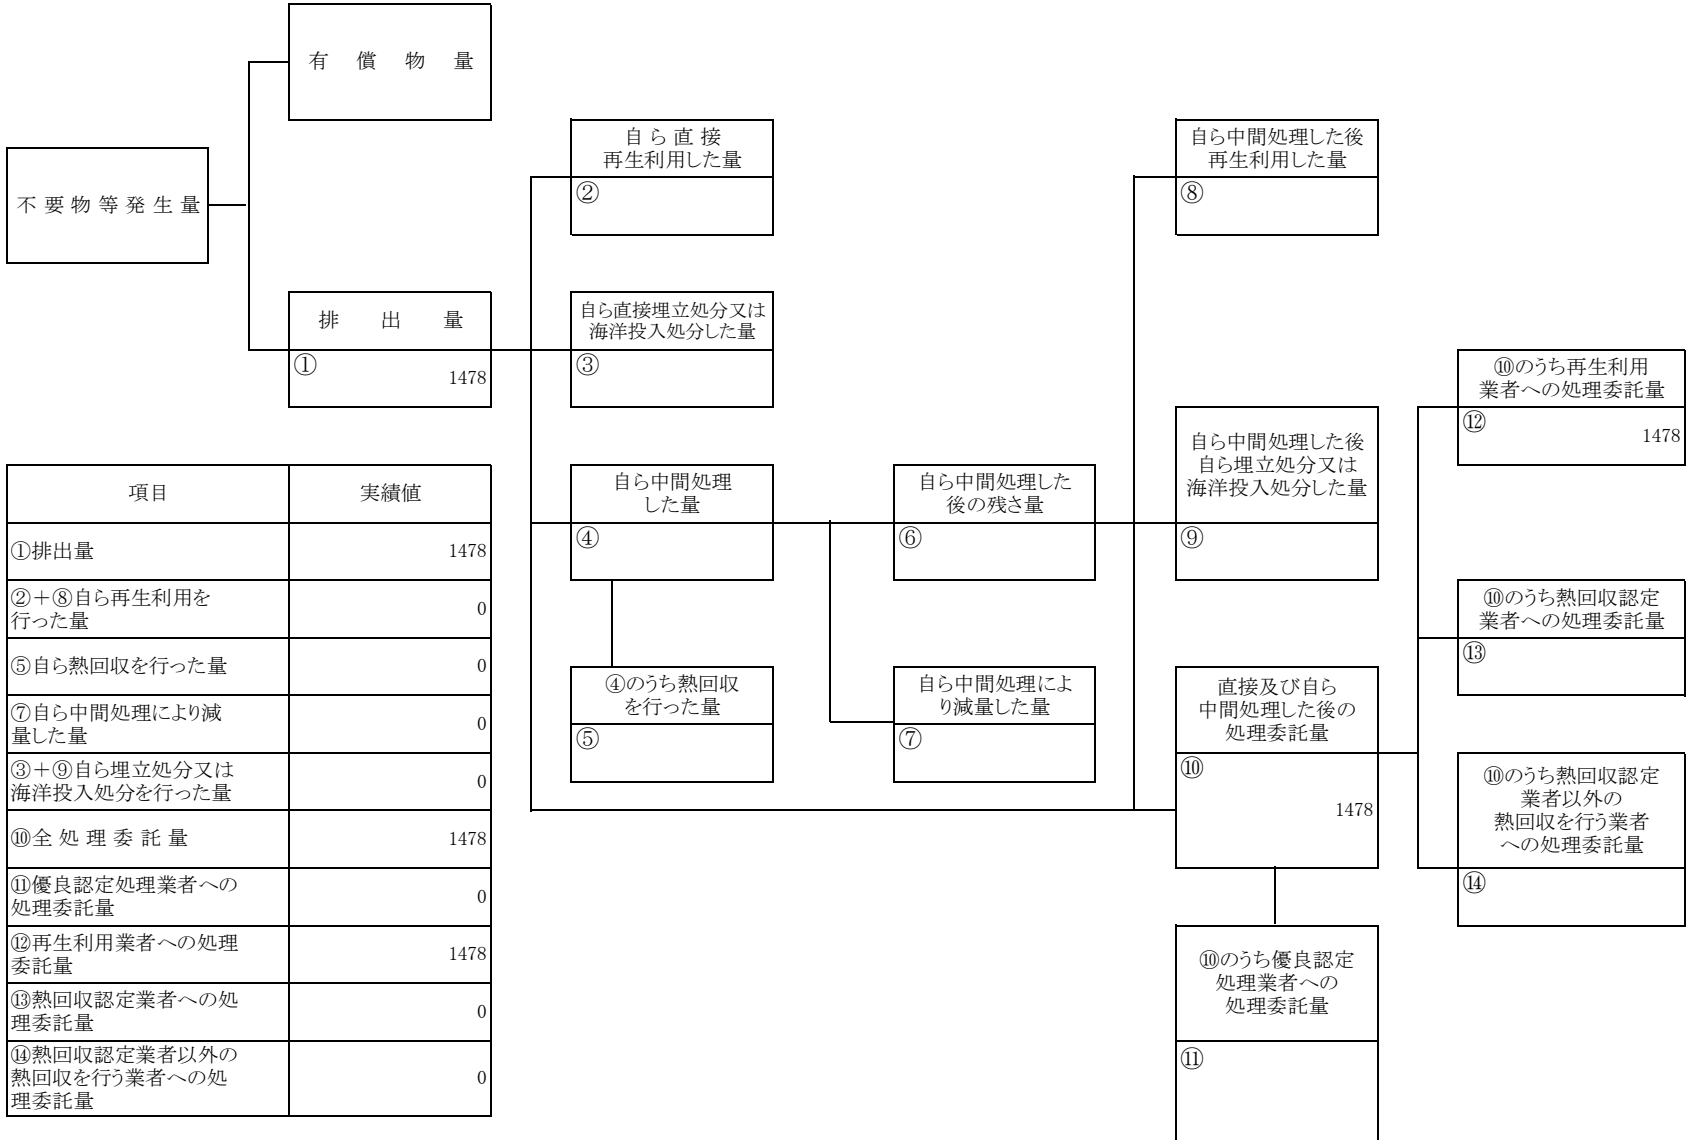 有償物量
不要物等発生量
排出量
①
1478
自ら直接
再生利用した量
②
自ら直接埋立処分又は
海洋投入処分した量
③
自ら中間処理
した量
④
④のうち熱回収
を行った量
⑤
自ら中間処理した
後の残さ量
⑥
自ら中間処理によ
り減量した量
⑦
自ら中間処理した後
再生利用した量
⑧
自ら中間処理した後
自ら埋立処分又は
海洋投入処分した量
⑨
直接及び自ら
中間処理した後の
処理委託量
⑩
1478
⑩のうち優良認定
処理業者への
処理委託量
⑪
⑩のうち再生利用
業者への処理委託量
⑫
1478
⑩のうち熱回収認定
業者への処理委託量
⑬
⑩のうち熱回収認定
業者以外の
熱回収を行う業者
への処理委託量
⑭
項目 実績値
①排出量 1478
②+⑧自ら再生利用を
行った量 0
⑤自ら熱回収を行った量 0
⑦自ら中間処理により減
量した量 0
③+⑨自ら埋立処分又は
海洋投入処分を行った量 0
⑩全処理委託量 1478
⑪優良認定処理業者への
処理委託量 0
⑫再生利用業者への処理
委託量 1478
⑬熱回収認定業者への処
理委託量 0
⑭熱回収認定業者以外の
熱回収を行う業者への処
理委託量 0